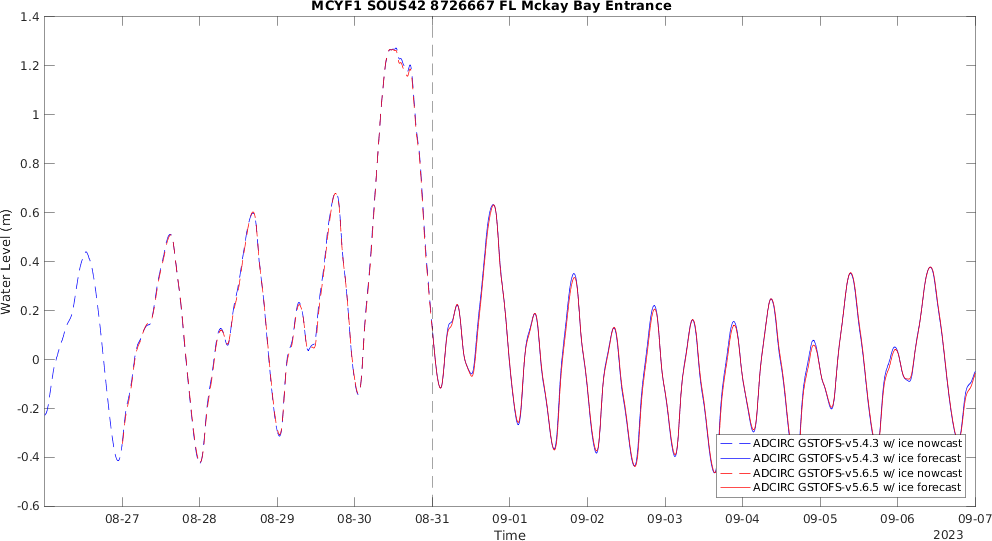 MCYF1 SOUS42 8726667 FL Mckay Bay Entrance
1.4
1.2
1
0.8
0.6
0.4
0.2
0
-0.2
-0.4
-0.6
Water Level (m)
ADCIRC GSTOFS-v5.4.3 w/ ice nowcast
ADCIRC GSTOFS-v5.4.3 w/ ice forecast
ADCIRC GSTOFS-v5.6.5 w/ ice nowcast
ADCIRC GSTOFS-v5.6.5 w/ ice forecast
08-27 08-28 08-29 08-30 08-31 09-01 09-02 09-03 09-04 09-05 09-06 09-07
Time
2023